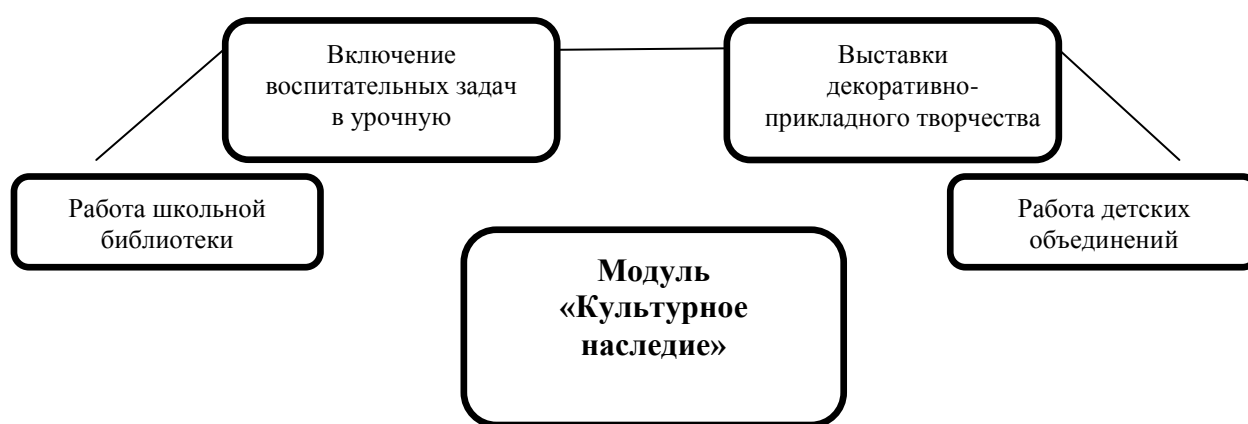 Включение
воспитательных задач
в урочную
Выставки
декоративно-
прикладного творчества
Работа школьной
библиотеки
Работа детских
объединений
Модуль
«Культурное
наследие»